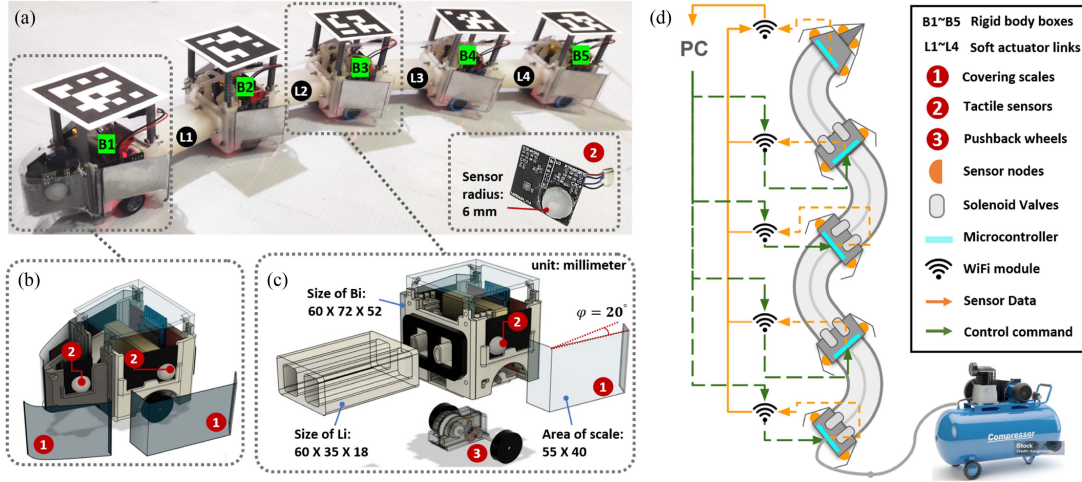 (a)
B1
L1
B2
L2
B3
L3
B4
L4
B5
2
Sensor
radius:
6 mm
(b)
2
2
1
1
(c)
unit: millimeter
Size of Bi:
60 X 72 X 52
2
φ = 20°
1
Size of Li:
60 X 35 X 18
3
Area of scale:
55 X 40
(d)
PC
B1~B5 Rigid body boxes
L1~L4 Soft actuator links
1 Covering scales
2 Tactile sensors
3 Pushback wheels
Sensor nodes
Solenoid Valves
Microcontroller
WiFi module
Sensor Data
Control command
Compressor
iStock